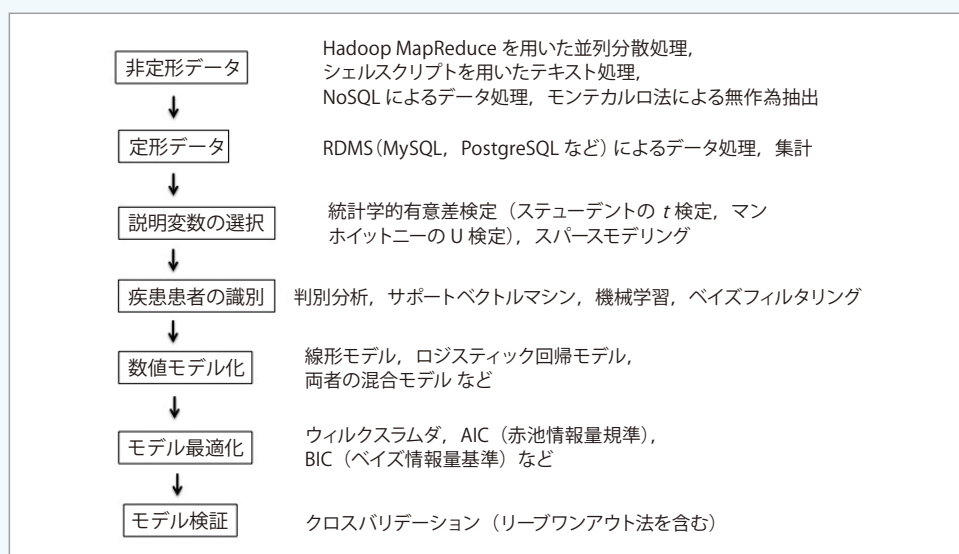 非定形データ
Hadoop MapReduce を用いた並列分散処理,
シェルスクリプトを用いたテキスト処理,
NoSQL によるデータ処理, モンテカルロ法による無作為抽出
定形データ
RDMS(MySQL, PostgreSQL など)によるデータ処理, 集計
説明変数の選択
統計学的有意差検定（ステューデントの t 検定, マン
ホイットニーの U 検定）, スパースモデリング
疾患患者の識別
判別分析, サポートベクトルマシン, 機械学習, ベイズフィルタリング
数値モデル化
線形モデル, ロジスティック回帰モデル,
両者の混合モデル など
モデル最適化
ウィルクスラムダ, AIC（赤池情報量規準）,
BIC（ベイズ情報量基準）など
モデル検証
クロスバリデーション（リーブワンアウト法を含む）